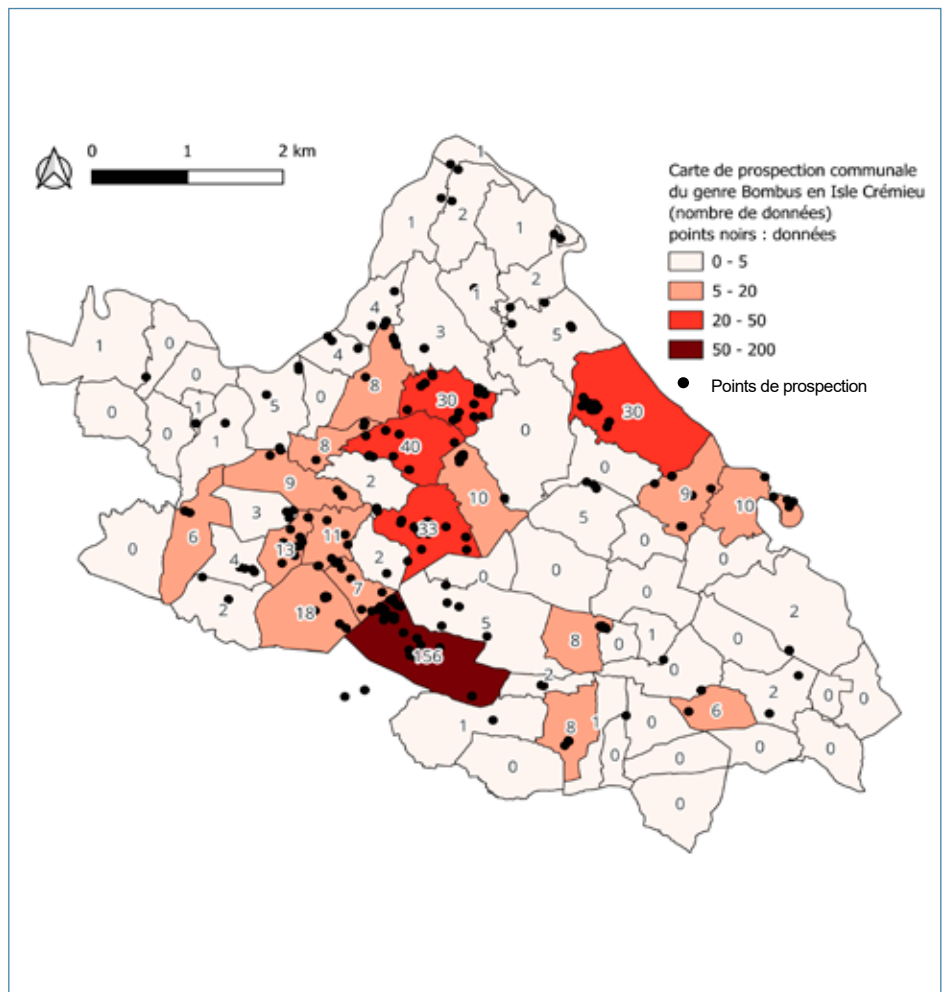 0 1 2 km
Carte de prospection communale
du genre Bombus en Isle Crémieu
(nombre de données)
points noirs : données
0 - 5
5 - 20
20 - 50
50 - 200
Points de prospection
1
1 2 1
2
4 1
3 5
1 0 4
0 8 0
0 1 5 30 30
0 1 8 40 0
2 0
9 10 9 10
3 5
6 33
0 13 11 0
4 2 0
0 0
7 0
2 18 5 2
8 0 1 0
156 0
2 2 0 0
6
1 8 1 0
0 0 0
0 0
0